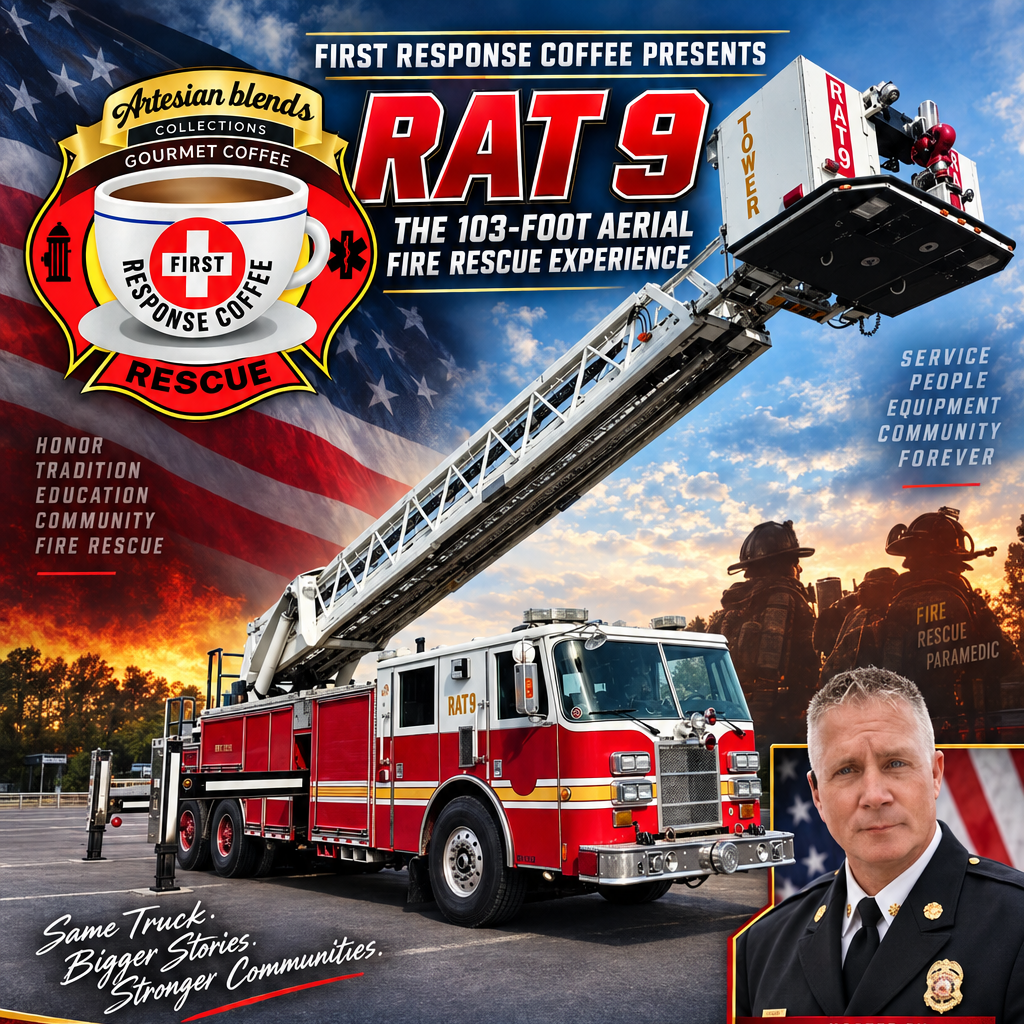 FIRST RESPONSE COFFEE PRESENTS
RAT 9
THE 103-FOOT AERIAL
FIRE RESCUE EXPERIENCE
Artesian blends
COLLECTIONS
GOURMET COFFEE
FIRST
RESPONSE COFFEE
RESCUE
TOWER
RAT9
SERVICE
PEOPLE
EQUIPMENT
COMMUNITY
FOREVER
HONOR
TRADITION
EDUCATION
COMMUNITY
FIRE RESCUE
FIRE
RESCUE
PARAMEDIC
RAT9
Same Truck.
Bigger Stories.
Stronger Communities.